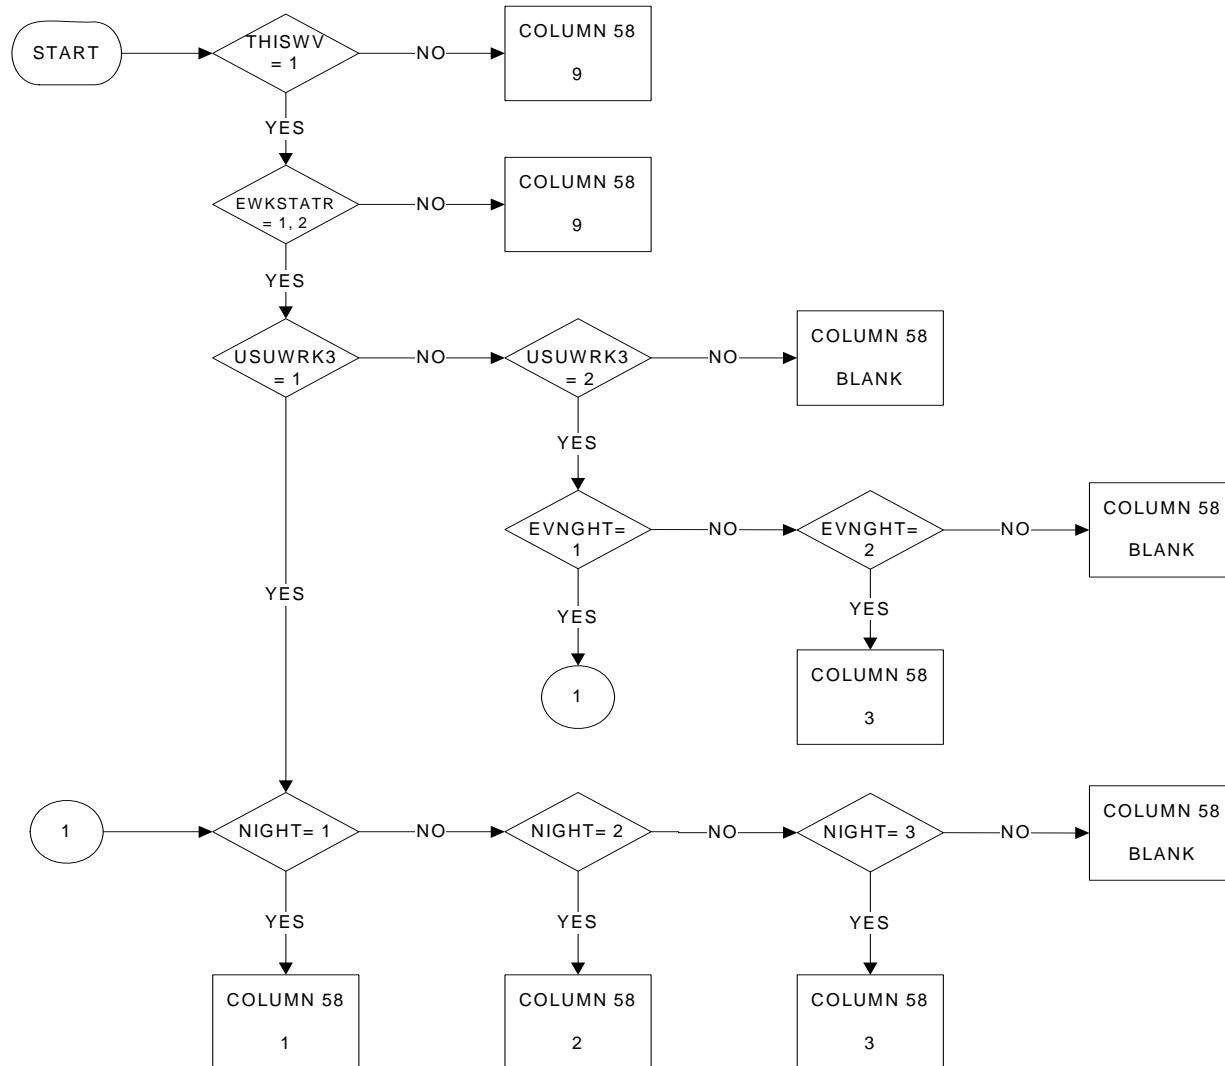 START
THISWV
= 1
NO
COLUMN 58
9
YES
EWKSTATR
= 1, 2
NO
COLUMN 58
9
YES
USUWRK3
= 1
NO
USUWRK3
= 2
NO
COLUMN 58
BLANK
YES
YES
EVNGHT=
1
NO
EVNGHT=
2
NO
COLUMN 58
BLANK
YES
YES
1
COLUMN 58
3
1
NIGHT= 1
NO
NIGHT= 2
NO
NIGHT= 3
NO
COLUMN 58
BLANK
YES
YES
YES
COLUMN 58
1
COLUMN 58
2
COLUMN 58
3